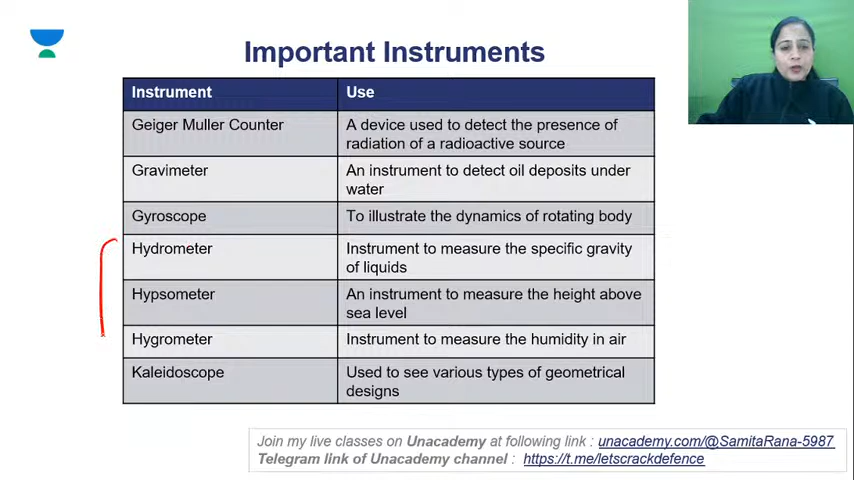 Important Instruments
Instrument Use
Geiger Muller Counter A device used to detect the presence of
radiation of a radioactive source
Gravimeter An instrument to detect oil deposits under
water
Gyroscope To illustrate the dynamics of rotating body
Hydrometer Instrument to measure the specific gravity
of liquids
Hypsometer An instrument to measure the height above
sea level
Hygrometer Instrument to measure the humidity in air
Kaleidoscope Used to see various types of geometrical
designs
Join my live classes on Unacademy at following link : unacademy.com/@SamitaRana-5987
Telegram link of Unacademy channel : https://t.me/letscrackdefence